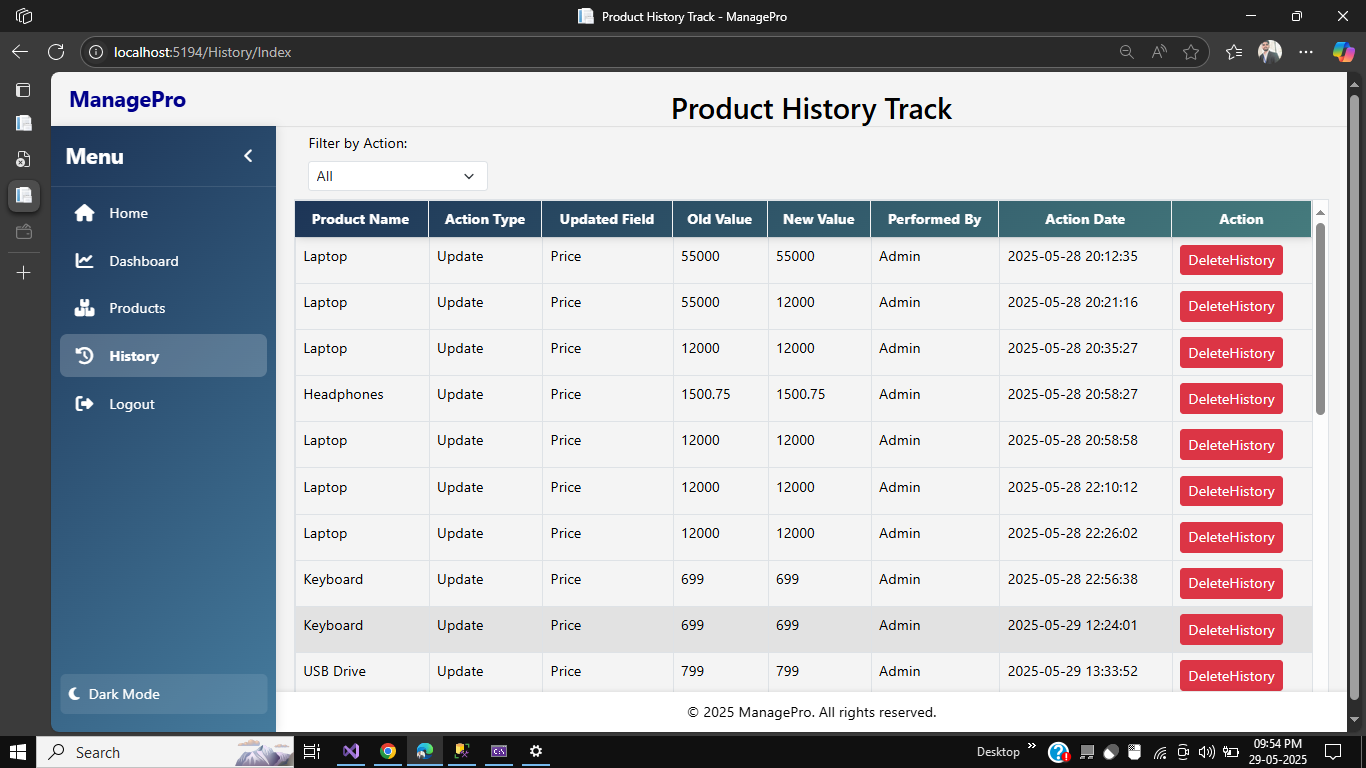 Product History Track - ManagePro
localhost:5194/History/Index
ManagePro
Product History Track
Menu
Home
Dashboard
Products
History
Logout
Dark Mode
Filter by Action:
All
Product Name Action Type Updated Field Old Value New Value Performed By Action Date Action
Laptop Update Price 55000 55000 Admin 2025-05-28 20:12:35 DeleteHistory
Laptop Update Price 55000 12000 Admin 2025-05-28 20:21:16 DeleteHistory
Laptop Update Price 12000 12000 Admin 2025-05-28 20:35:27 DeleteHistory
Headphones Update Price 1500.75 1500.75 Admin 2025-05-28 20:58:27 DeleteHistory
Laptop Update Price 12000 12000 Admin 2025-05-28 20:58:58 DeleteHistory
Laptop Update Price 12000 12000 Admin 2025-05-28 22:10:12 DeleteHistory
Laptop Update Price 12000 12000 Admin 2025-05-28 22:26:02 DeleteHistory
Keyboard Update Price 699 699 Admin 2025-05-28 22:56:38 DeleteHistory
Keyboard Update Price 699 699 Admin 2025-05-29 12:24:01 DeleteHistory
USB Drive Update Price 799 799 Admin 2025-05-29 13:33:52 DeleteHistory
© 2025 ManagePro. All rights reserved.
Search
Desktop
09:54 PM
29-05-2025